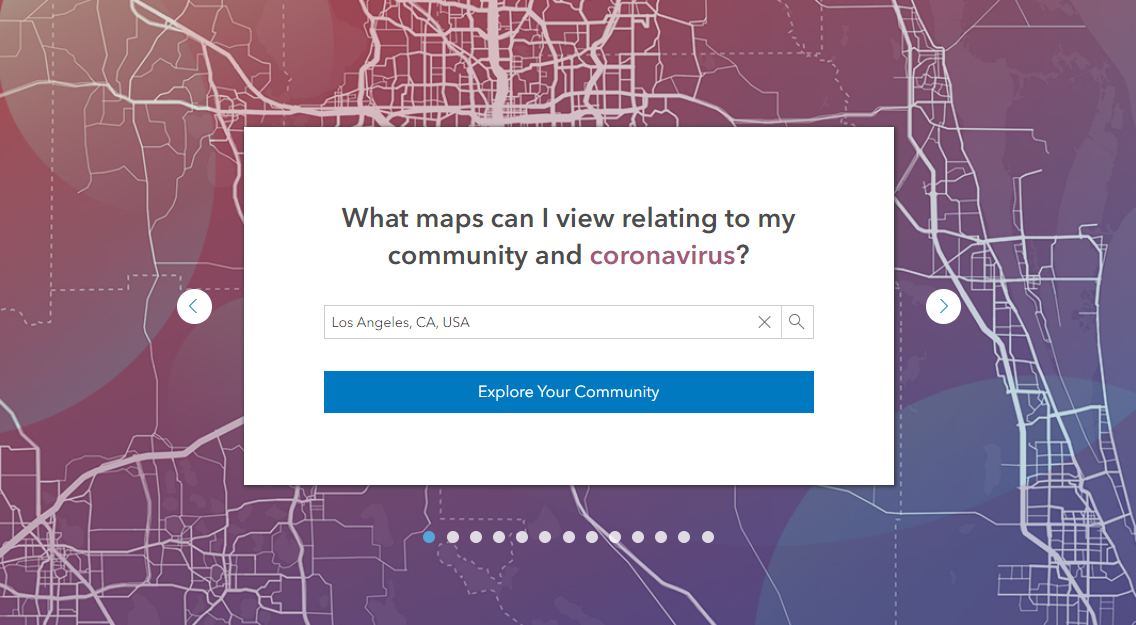 What maps can I view relating to my
community and coronavirus?
Los Angeles, CA, USA
Explore Your Community